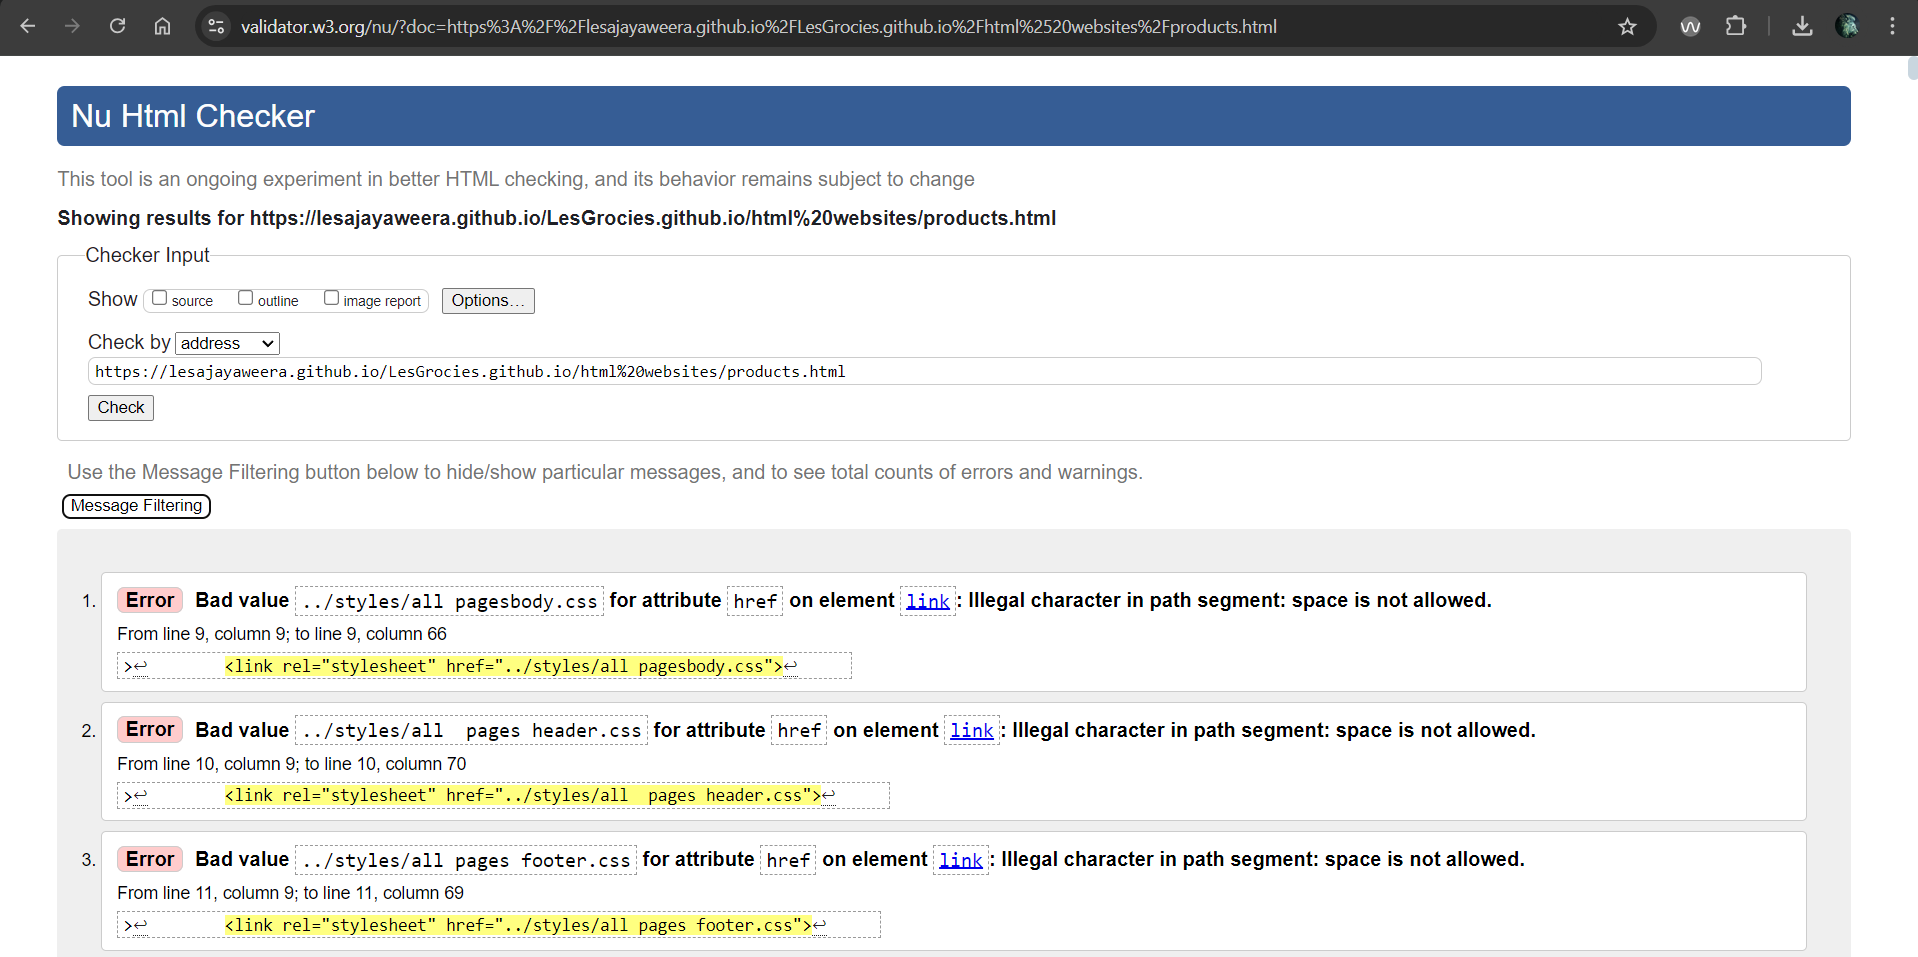 validator.w3.org/nu/?doc=https%3A%2F%2Flesajayaweera.github.io%2FLesGrocies.github.io%2Fhtml%2520websites%2Fproducts.html
Nu Html Checker
This tool is an ongoing experiment in better HTML checking, and its behavior remains subject to change
Showing results for https://lesajayaweera.github.io/LesGrocies.github.io/html%20websites/products.html
Checker Input
Show source outline image report Options...
Check by address
https://lesajayaweera.github.io/LesGrocies.github.io/html%20websites/products.html
Check
Use the Message Filtering button below to hide/show particular messages, and to see total counts of errors and warnings.
Message Filtering
1. Error Bad value ../styles/all pagesbody.css for attribute href on element link: Illegal character in path segment: space is not allowed.
From line 9, column 9; to line 9, column 66
>↩        <link rel="stylesheet" href="../styles/all pagesbody.css">↩
2. Error Bad value ../styles/all  pages header.css for attribute href on element link: Illegal character in path segment: space is not allowed.
From line 10, column 9; to line 10, column 70
>↩        <link rel="stylesheet" href="../styles/all  pages header.css">↩
3. Error Bad value ../styles/all pages footer.css for attribute href on element link: Illegal character in path segment: space is not allowed.
From line 11, column 9; to line 11, column 69
>↩        <link rel="stylesheet" href="../styles/all pages footer.css">↩